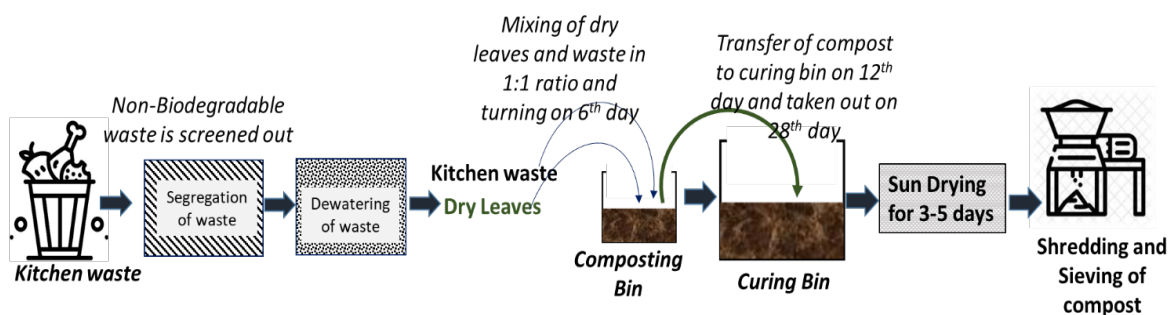 Kitchen waste
Non-Biodegradable
waste is screened out
Segregation
of waste
Dewatering
of waste
Kitchen waste
Dry Leaves
Mixing of dry
leaves and waste in
1:1 ratio and
turning on 6th day
Composting
Bin
Transfer of compost
to curing bin on 12th
day and taken out on
28th day
Curing Bin
Sun Drying
for 3-5 days
Shredding and
Sieving of
compost